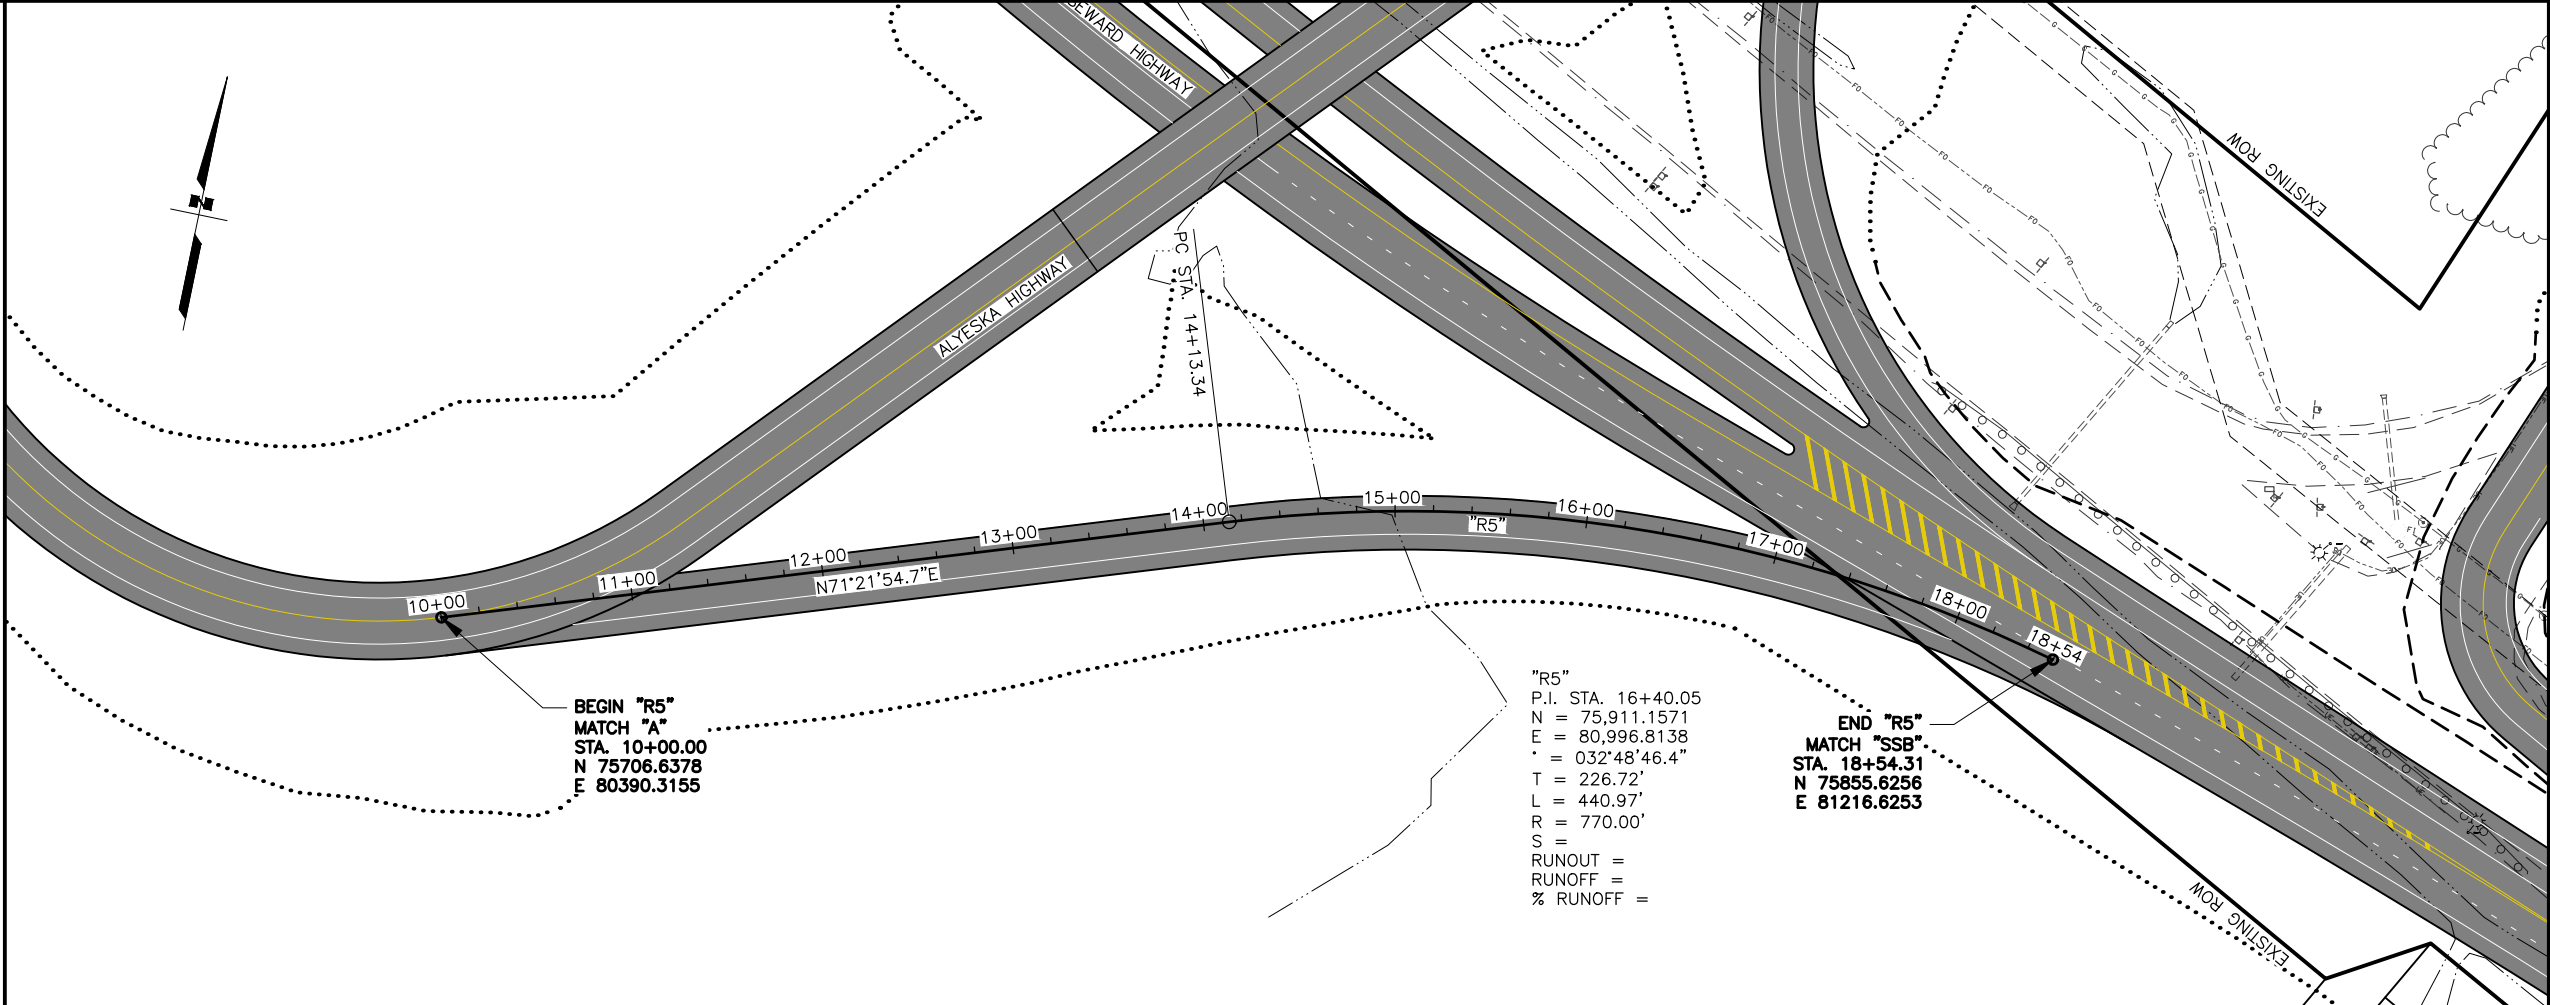 SEWARD HIGHWAY
EXISTING ROW
N
PC STA. 14+13.34
ALYESKA HIGHWAY
10+00
11+00
12+00
13+00
14+00
15+00
16+00
17+00
18+00
18+54
"R5"
N71°21'54.7"E
BEGIN "R5"
MATCH "A"
STA. 10+00.00
N 75706.6378
E 80390.3155
"R5"
P.I. STA. 16+40.05
N = 75,911.1571
E = 80,996.8138
° = 032°48'46.4"
T = 226.72'
L = 440.97'
R = 770.00'
S =
RUNOUT =
RUNOFF =
% RUNOFF =
END "R5"
MATCH "SSB"
STA. 18+54.31
N 75855.6256
E 81216.6253
EXISTING ROW